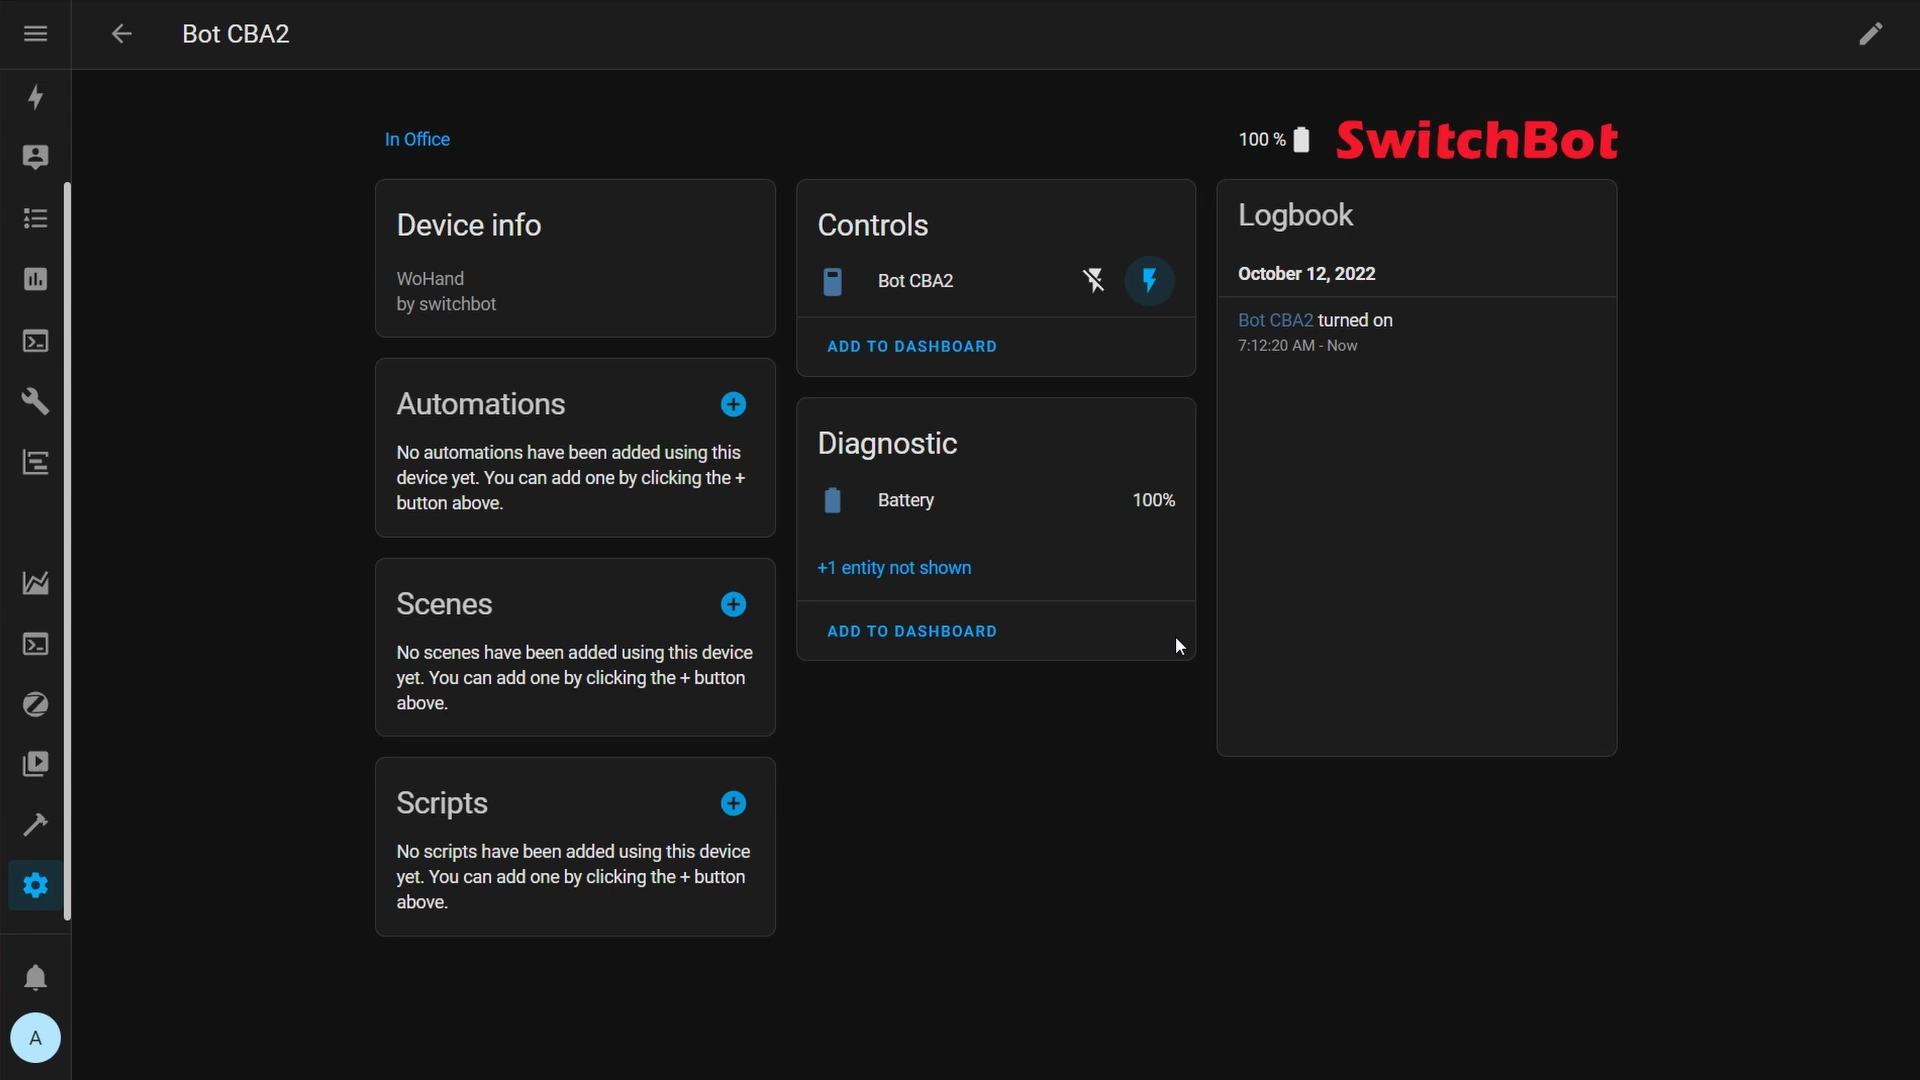 Bot CBA2
In Office
100 %
SwitchBot
Device info
WoHand
by switchbot
Automations
No automations have been added using this
device yet. You can add one by clicking the +
button above.
Scenes
No scenes have been added using this device
yet. You can add one by clicking the + button
above.
Scripts
No scripts have been added using this device
yet. You can add one by clicking the + button
above.
Controls
Bot CBA2
ADD TO DASHBOARD
Diagnostic
Battery 100%
+1 entity not shown
ADD TO DASHBOARD
Logbook
October 12, 2022
Bot CBA2 turned on
7:12:20 AM - Now
A